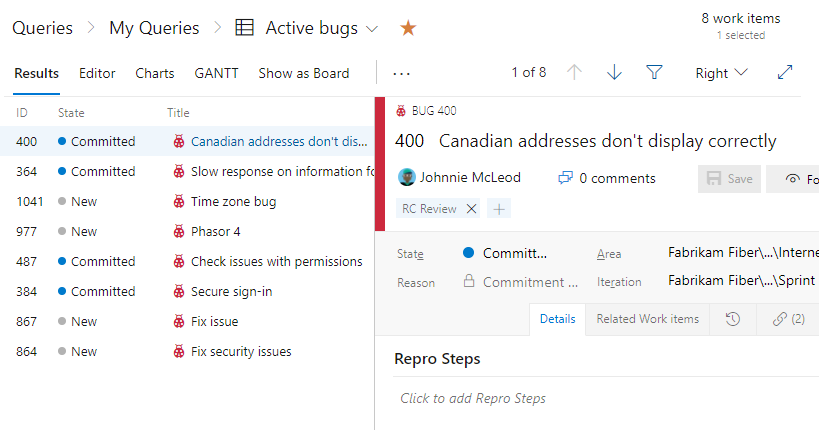 Queries > My Queries > Active bugs
8 work items
1 selected
Results Editor Charts GANTT Show as Board ... 1 of 8 Right
ID State Title
400 Committed Canadian addresses don't dis...
364 Committed Slow response on information fo
1041 New Time zone bug
977 New Phasor 4
487 Committed Check issues with permissions
384 Committed Secure sign-in
867 New Fix issue
864 New Fix security issues
BUG 400
400 Canadian addresses don't display correctly
Johnnie McLeod 0 comments Save Fo
RC Review
State Committ... Area Fabrikam Fiber\...\Interne
Reason Commitment ... Iteration Fabrikam Fiber\...\Sprint
Details Related Work items (2)
Repro Steps
Click to add Repro Steps